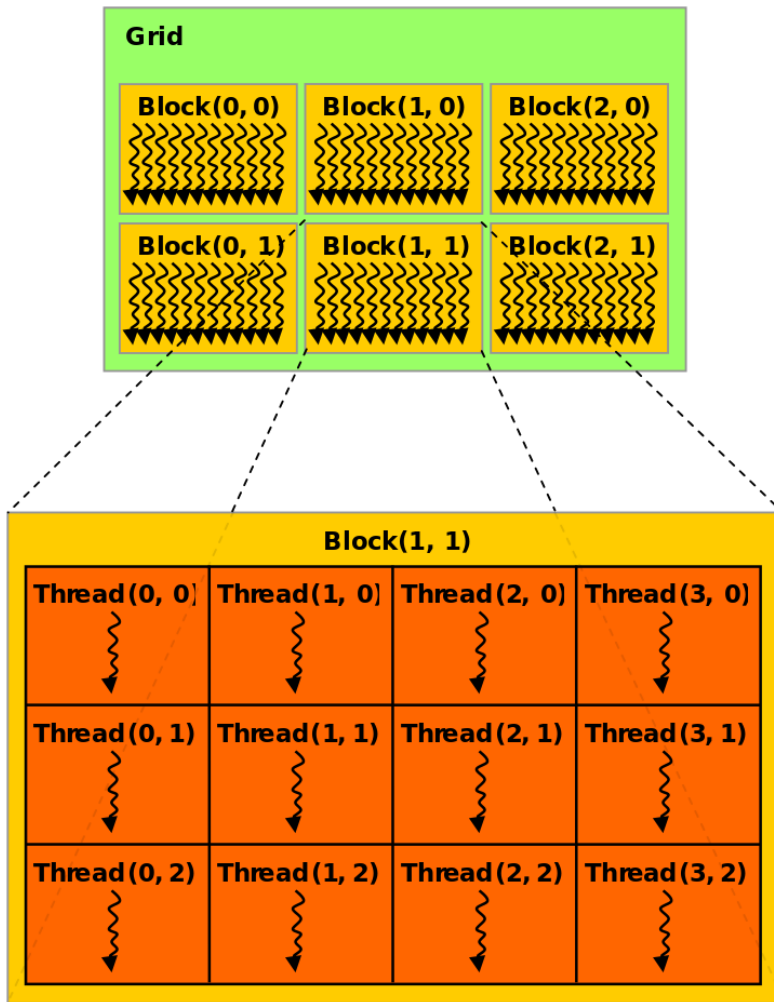 Grid
Block(0, 0) Block(1, 0) Block(2, 0)
Block(0, 1) Block(1, 1) Block(2, 1)
Block(1, 1)
Thread(0, 0) Thread(1, 0) Thread(2, 0) Thread(3, 0)
Thread(0, 1) Thread(1, 1) Thread(2, 1) Thread(3, 1)
Thread(0, 2) Thread(1, 2) Thread(2, 2) Thread(3, 2)